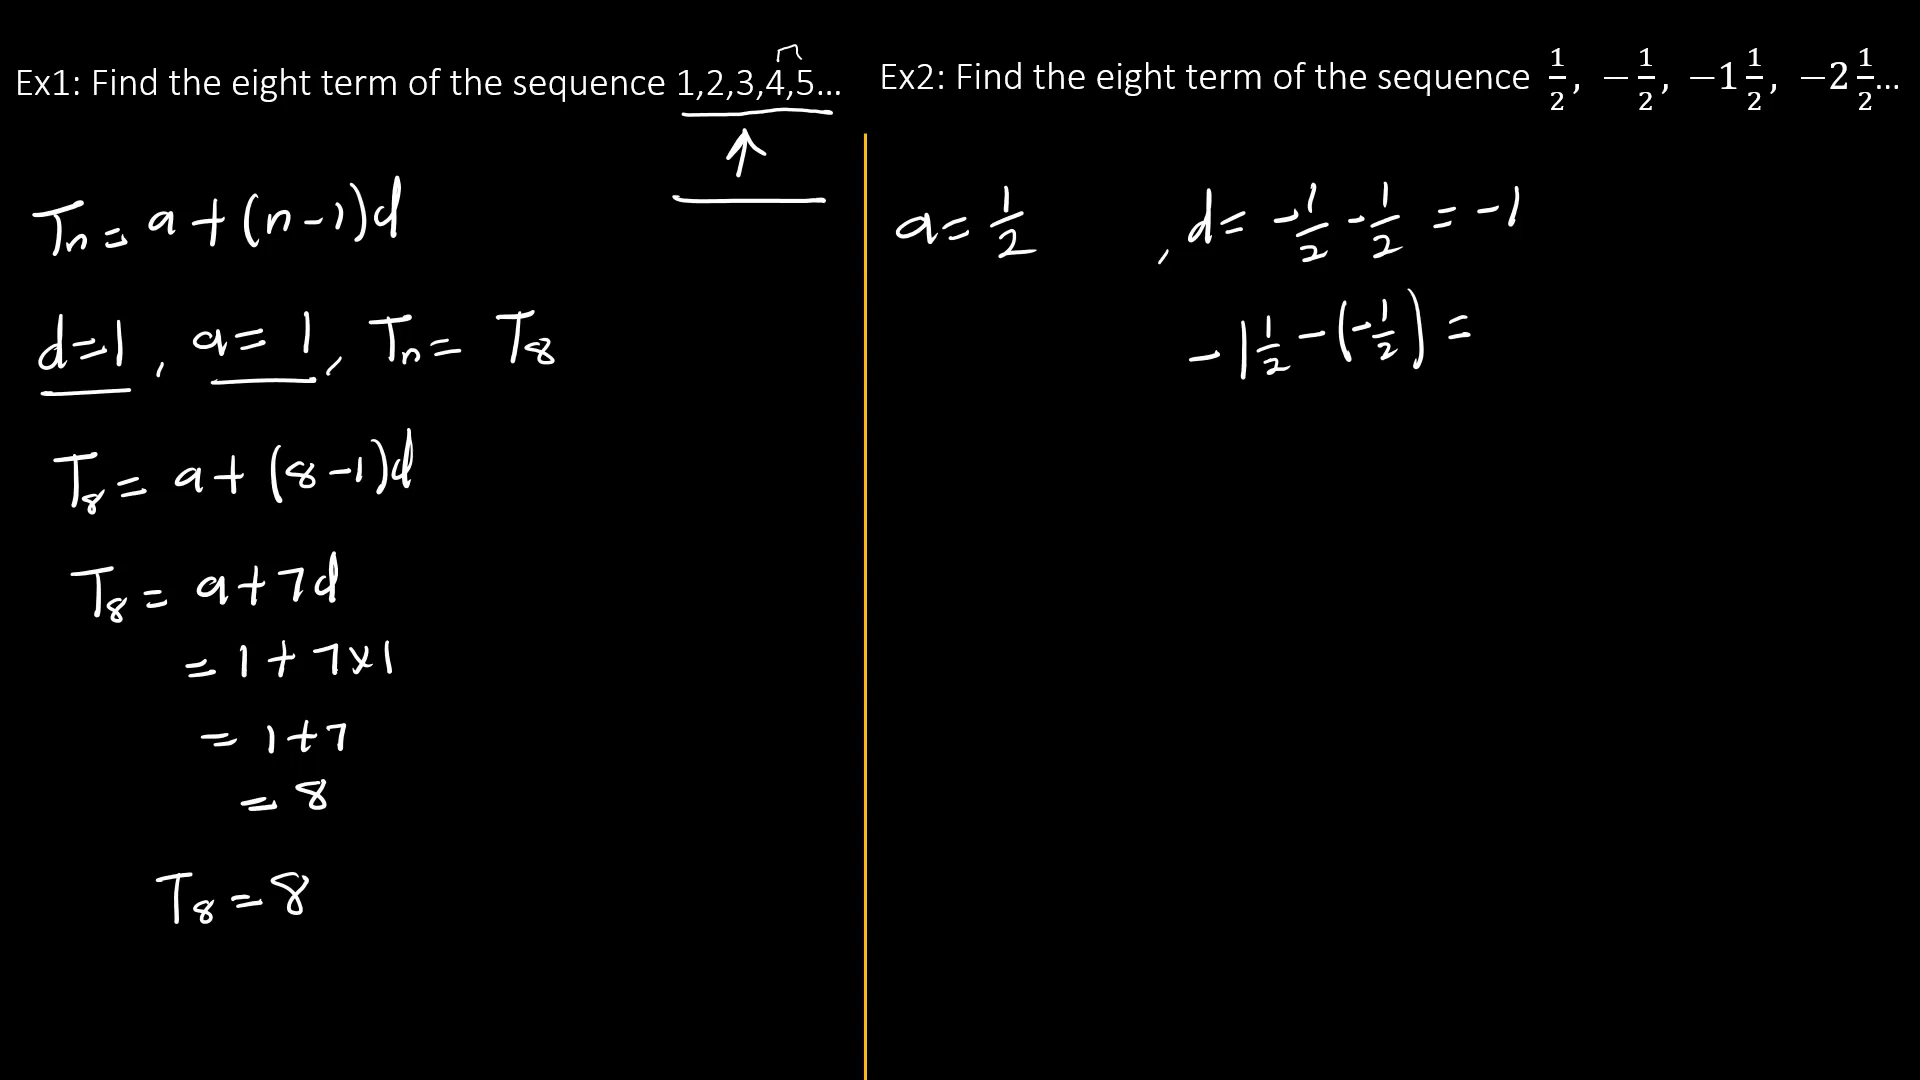 Ex1: Find the eight term of the sequence 1,2,3,4,5...
Tn = a + (n - 1)d
d = 1, a = 1, Tn = T8
T8 = a + (8 - 1)d
T8 = a + 7d
= 1 + 7 x 1
= 1 + 7
= 8
T8 = 8
Ex2: Find the eight term of the sequence 1/2, −1/2, −1 1/2, −2 1/2...
a = 1/2 , d = -1/2 - 1/2 = -1
-1 1/2 - (-1/2) =